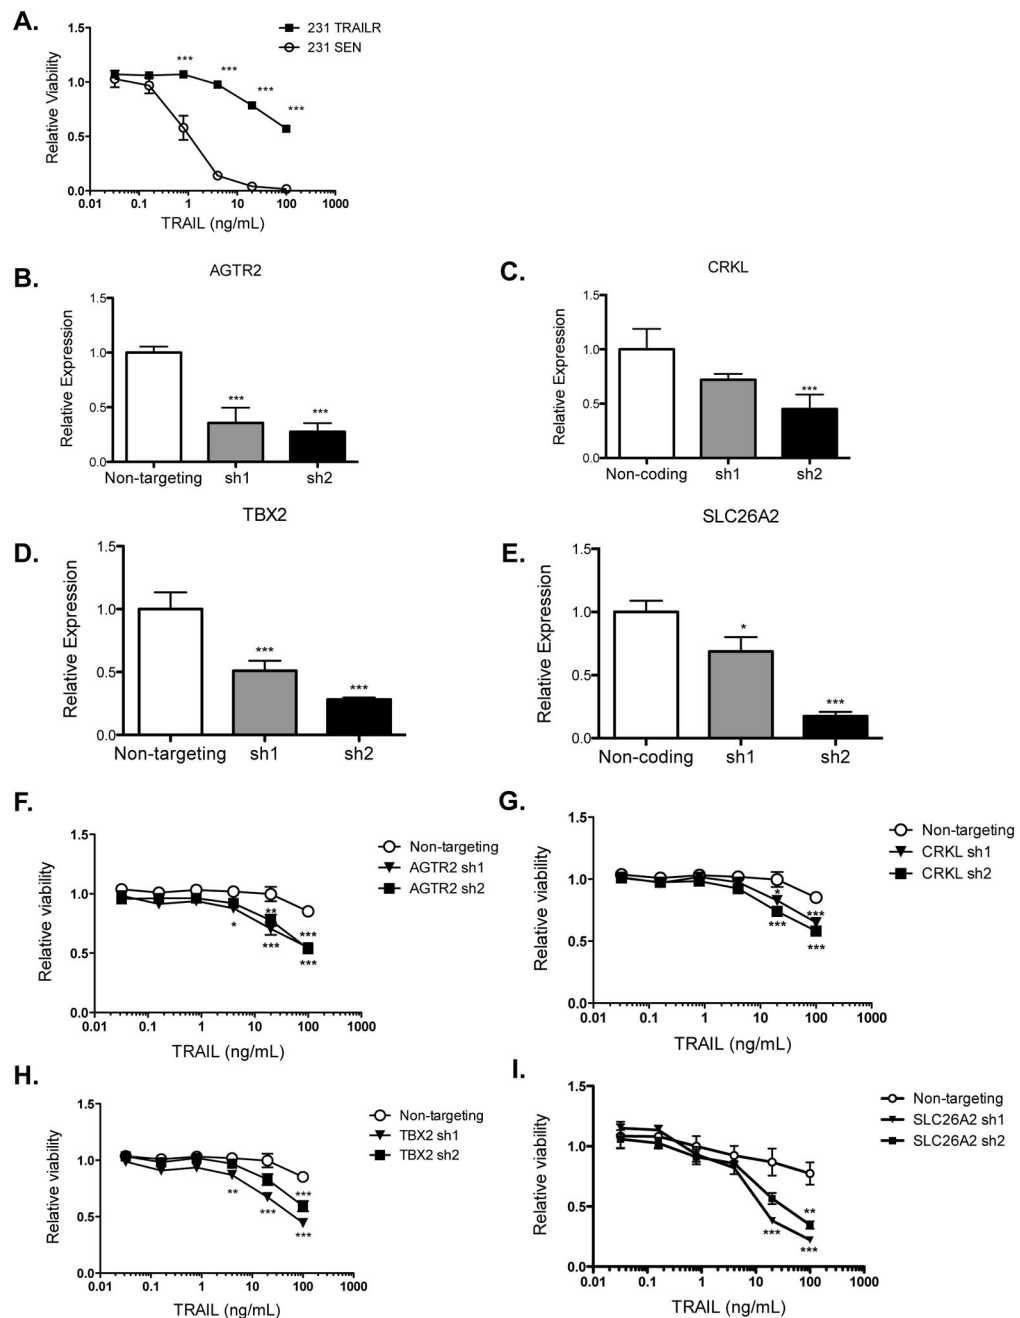 A.
231 TRAILR
231 SEN
Relative Viability
1.5
1.0
0.5
0.0
***
***
***
***
0.01 0.1 1 10 100 1000
TRAIL (ng/mL)
B.
AGTR2
Relative Expression
1.5
1.0
0.5
0.0
***
***
Non-targeting sh1 sh2
C.
CRKL
Relative Expression
1.5
1.0
0.5
0.0
***
Non-coding sh1 sh2
D.
TBX2
Relative Expression
1.5
1.0
0.5
0.0
***
***
Non-targeting sh1 sh2
E.
SLC26A2
Relative Expression
1.5
1.0
0.5
0.0
*
***
Non-coding sh1 sh2
F.
Non-targeting
AGTR2 sh1
AGTR2 sh2
Relative viability
1.5
1.0
0.5
0.0
**
*
***
***
***
0.01 0.1 1 10 100 1000
TRAIL (ng/mL)
G.
Non-targeting
CRKL sh1
CRKL sh2
Relative viability
1.5
1.0
0.5
0.0
*
***
***
***
0.01 0.1 1 10 100 1000
TRAIL (ng/mL)
H.
Non-targeting
TBX2 sh1
TBX2 sh2
Relative viability
1.5
1.0
0.5
0.0
***
**
***
***
0.01 0.1 1 10 100 1000
TRAIL (ng/mL)
I.
Non-targeting
SLC26A2 sh1
SLC26A2 sh2
Relative viability
1.5
1.0
0.5
0.0
**
***
***
0.01 0.1 1 10 100 1000
TRAIL (ng/mL)